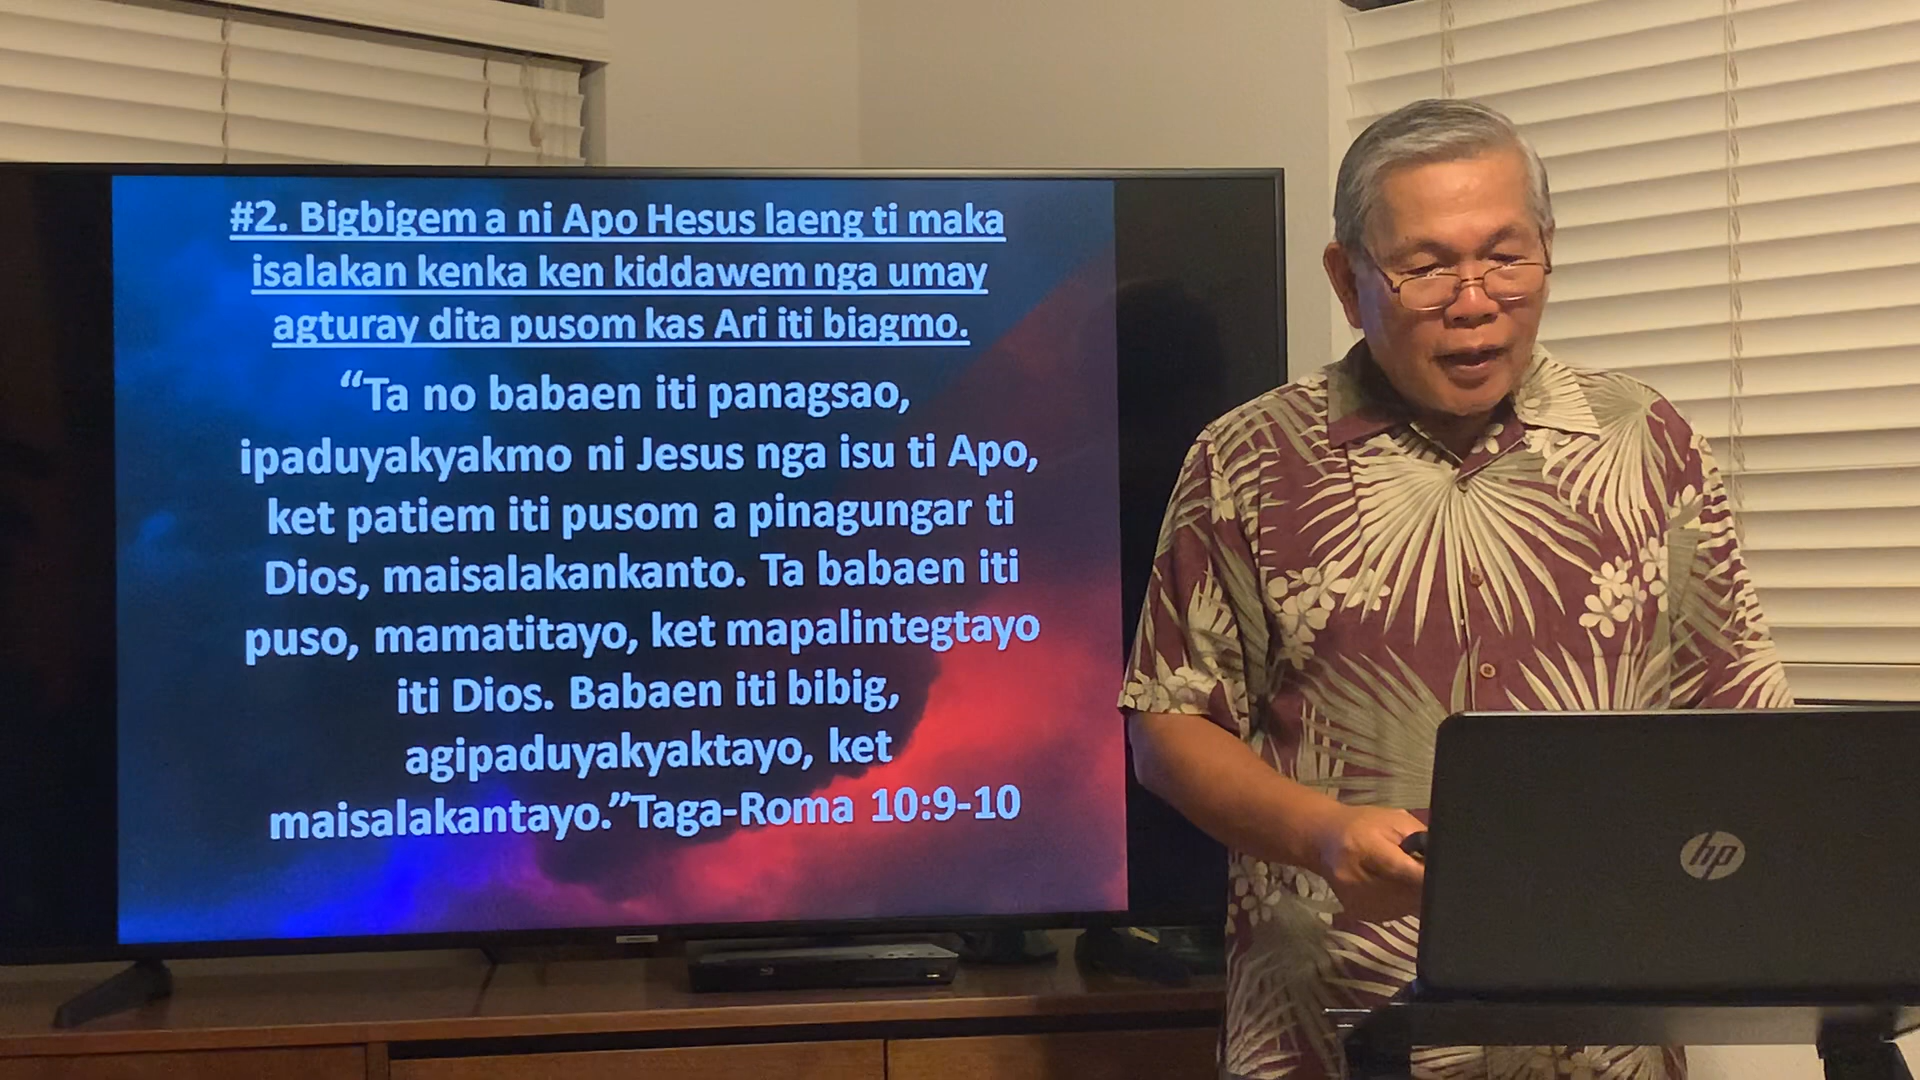 #2. Bigbigem a ni Apo Hesus laeng ti maka
isalakan kenka ken kiddawem nga umay
agturay dita pusom kas Ari iti biagmo.
“Ta no babaen iti panagsao,
ipaduyakyakmo ni Jesus nga isu ti Apo,
ket patiem iti pusom a pinagungar ti
Dios, maisalakankanto. Ta babaen iti
puso, mamatitayo, ket mapalintegtayo
iti Dios. Babaen iti bibig,
agipaduyakyaktayo, ket
maisalakantayo.”Taga-Roma 10:9-10
hp